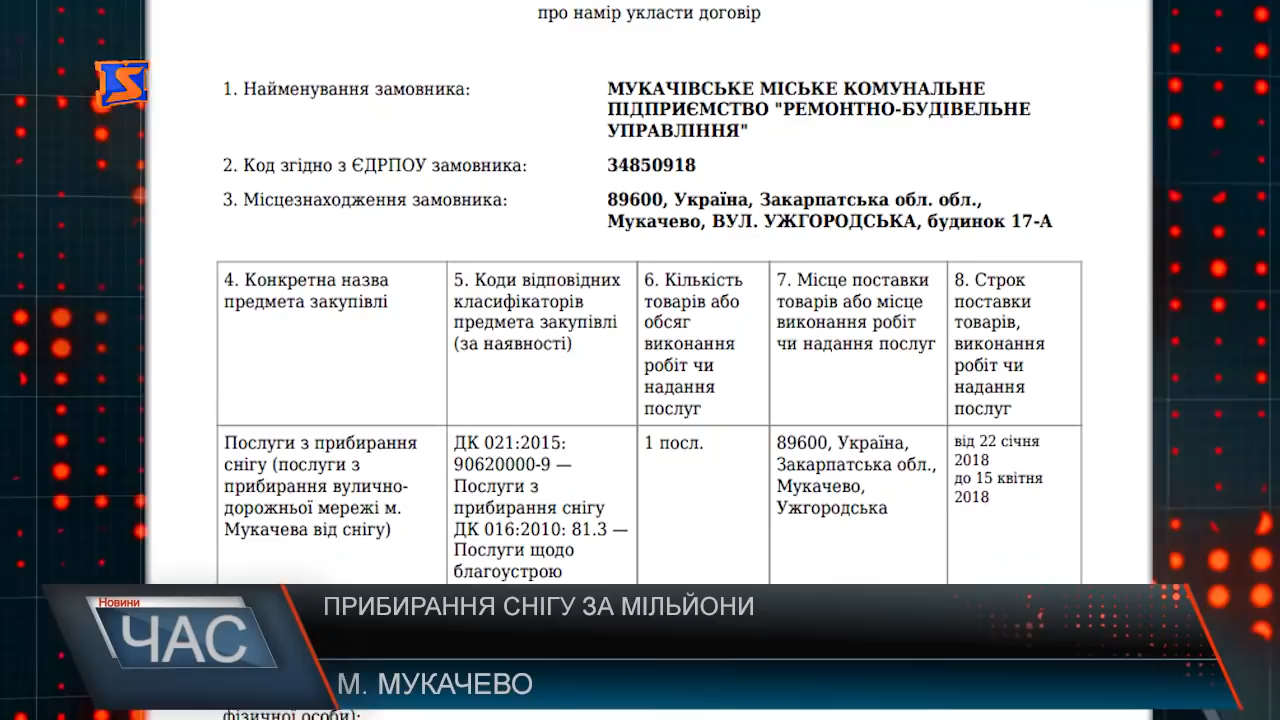 про намір укласти договір
1. Найменування замовника:
МУКАЧІВСЬКЕ МІСЬКЕ КОМУНАЛЬНЕ
ПІДПРИЄМСТВО "РЕМОНТНО-БУДІВЕЛЬНЕ
УПРАВЛІННЯ"
2. Код згідно з ЄДРПОУ замовника:
34850918
3. Місцезнаходження замовника:
89600, Україна, Закарпатська обл. обл.,
Мукачево, ВУЛ. УЖГОРОДСЬКА, будинок 17-А
4. Конкретна назва
предмета закупівлі
5. Коди відповідних
класифікаторів
предмета закупівлі
(за наявності)
6. Кількість
товарів або
обсяг
виконання
робіт чи
надання
послуг
7. Місце поставки
товарів або місце
виконання робіт
чи надання послуг
8. Строк
поставки
товарів,
виконання
робіт чи
надання
послуг
Послуги з прибирання
снігу (послуги з
прибирання вулично-
дорожньої мережі м.
Мукачева від снігу)
ДК 021:2015:
90620000-9 —
Послуги з
прибирання снігу
ДК 016:2010: 81.3 —
Послуги щодо
благоустрою
1 посл.
89600, Україна,
Закарпатська обл.,
Мукачево,
Ужгородська
від 22 січня
2018
до 15 квітня
2018
Новини
ЧАС
ПРИБИРАННЯ СНІГУ ЗА МІЛЬЙОНИ
М. МУКАЧЕВО
фізичної особи):